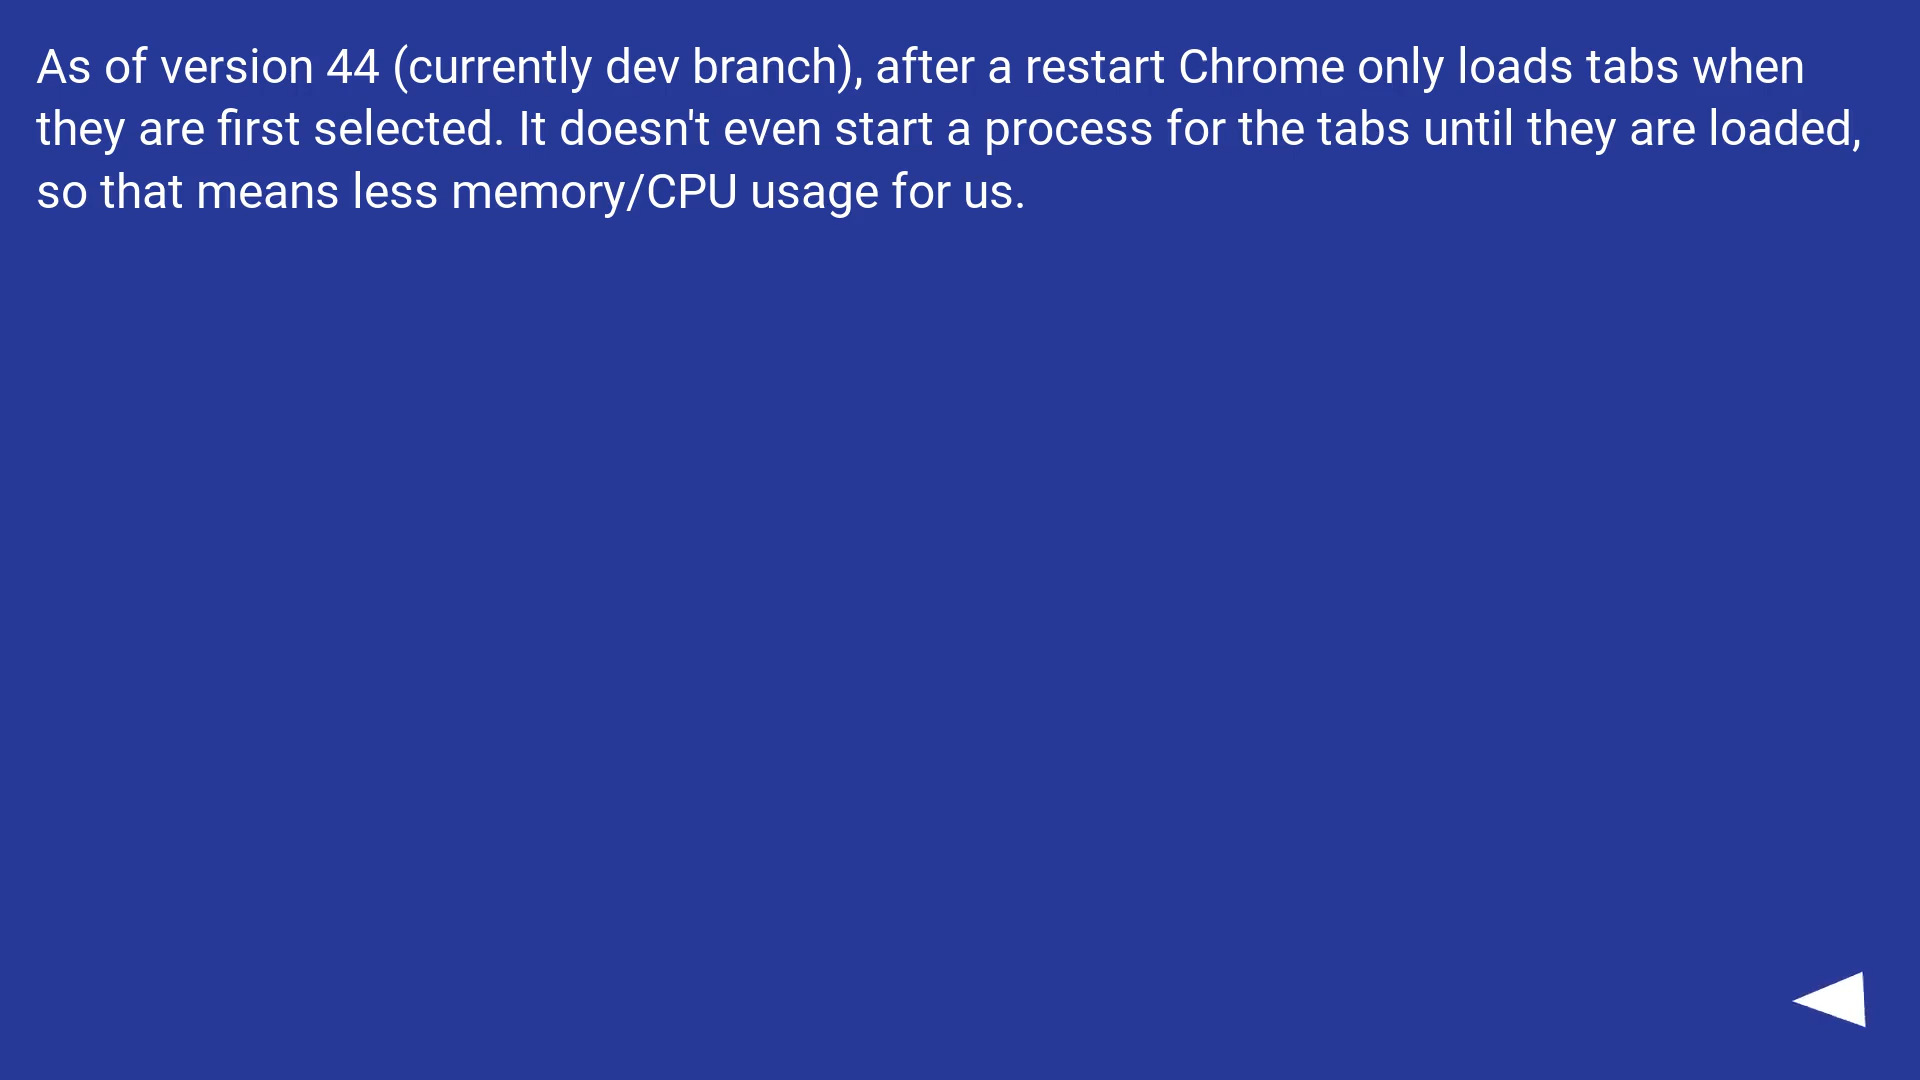 As of version 44 (currently dev branch), after a restart Chrome only loads tabs when
they are first selected. It doesn't even start a process for the tabs until they are loaded,
so that means less memory/CPU usage for us.